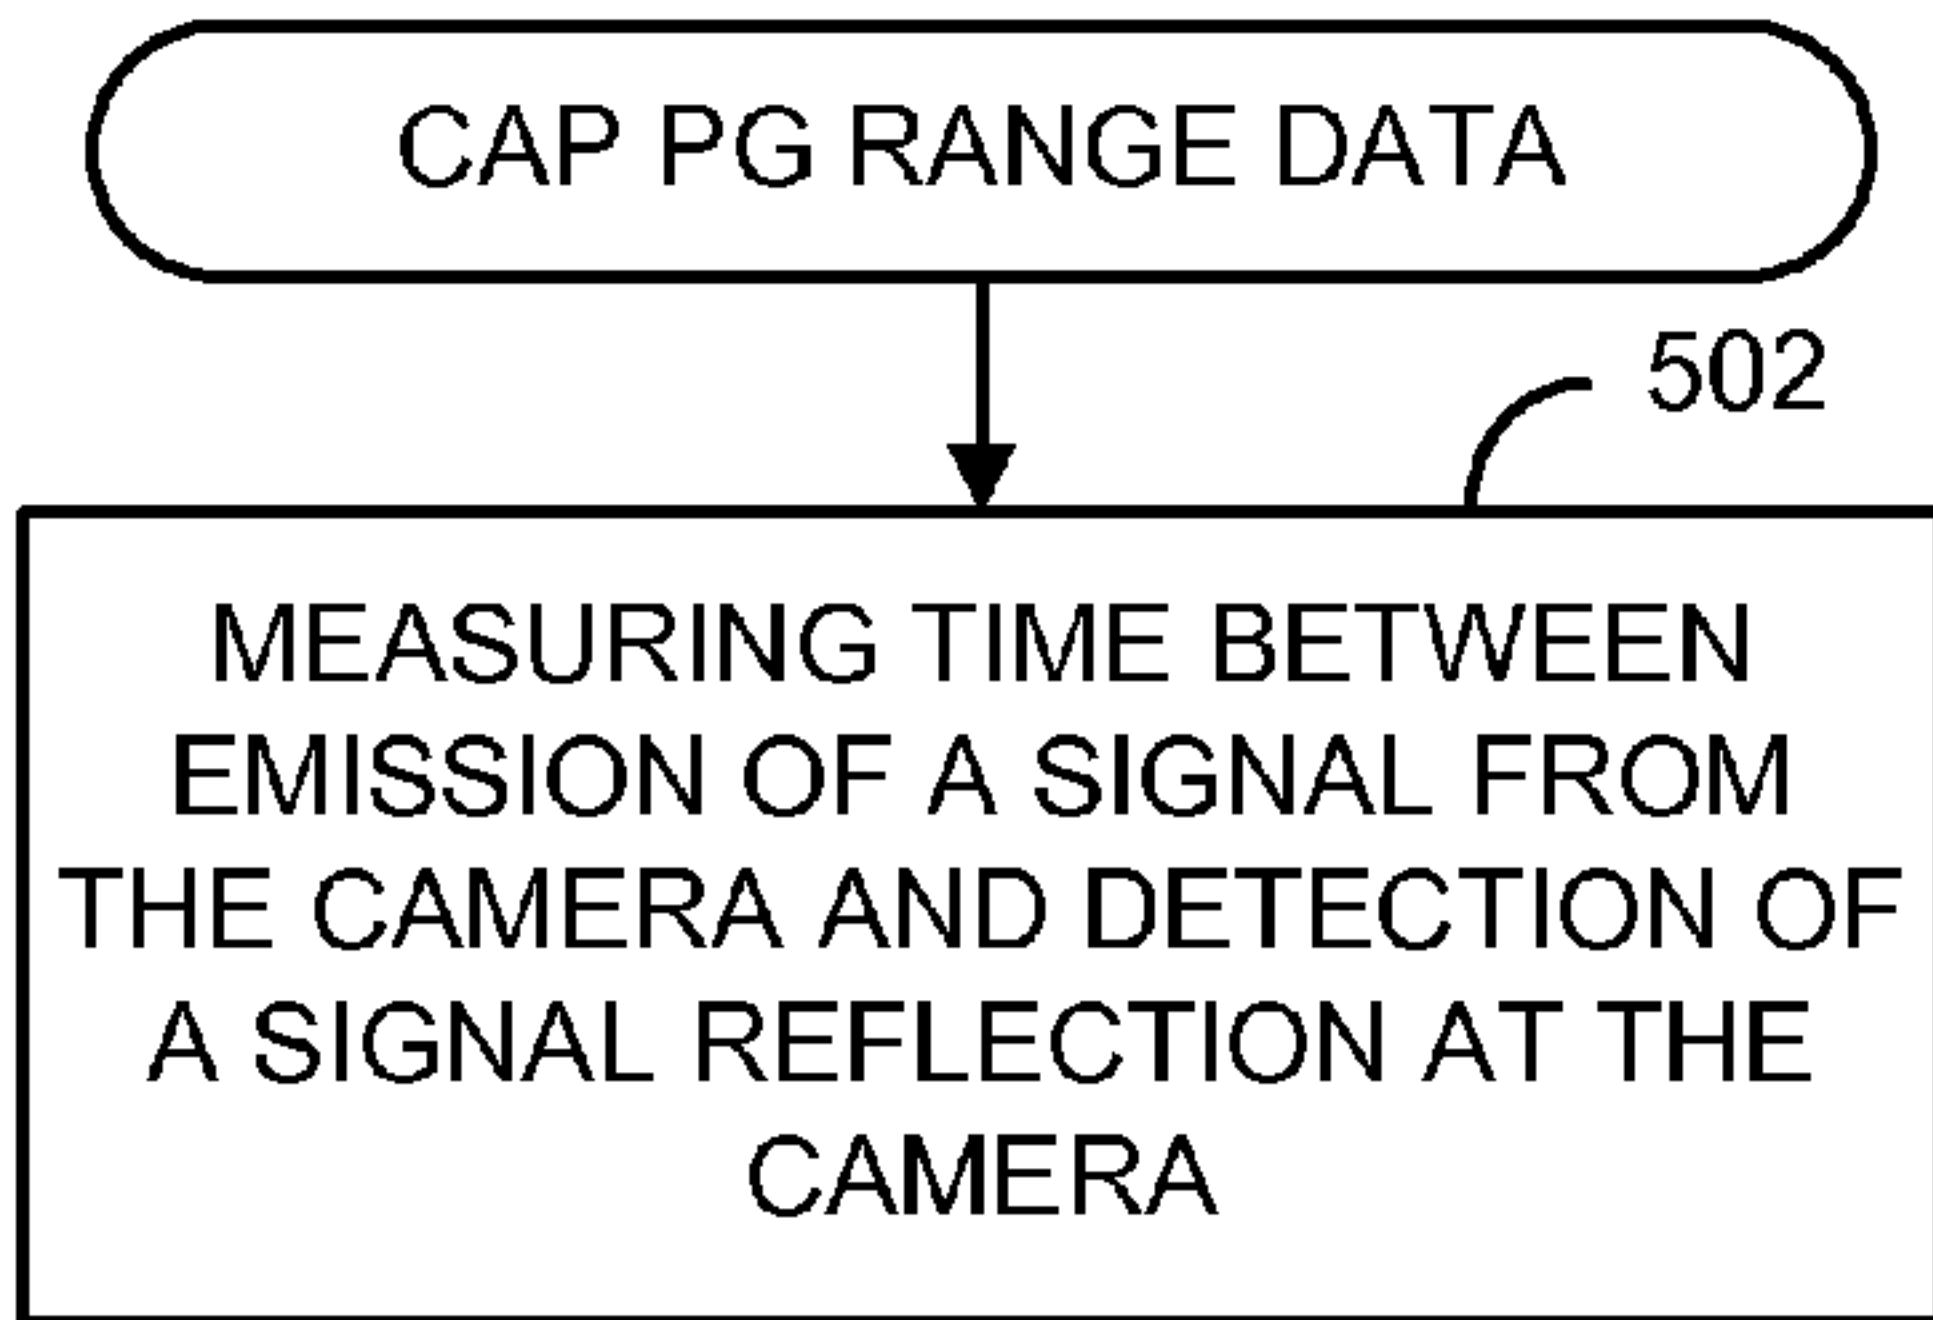 CAP PG RANGE DATA
502
MEASURING TIME BETWEEN
EMISSION OF A SIGNAL FROM
THE CAMERA AND DETECTION OF
A SIGNAL REFLECTION AT THE
CAMERA